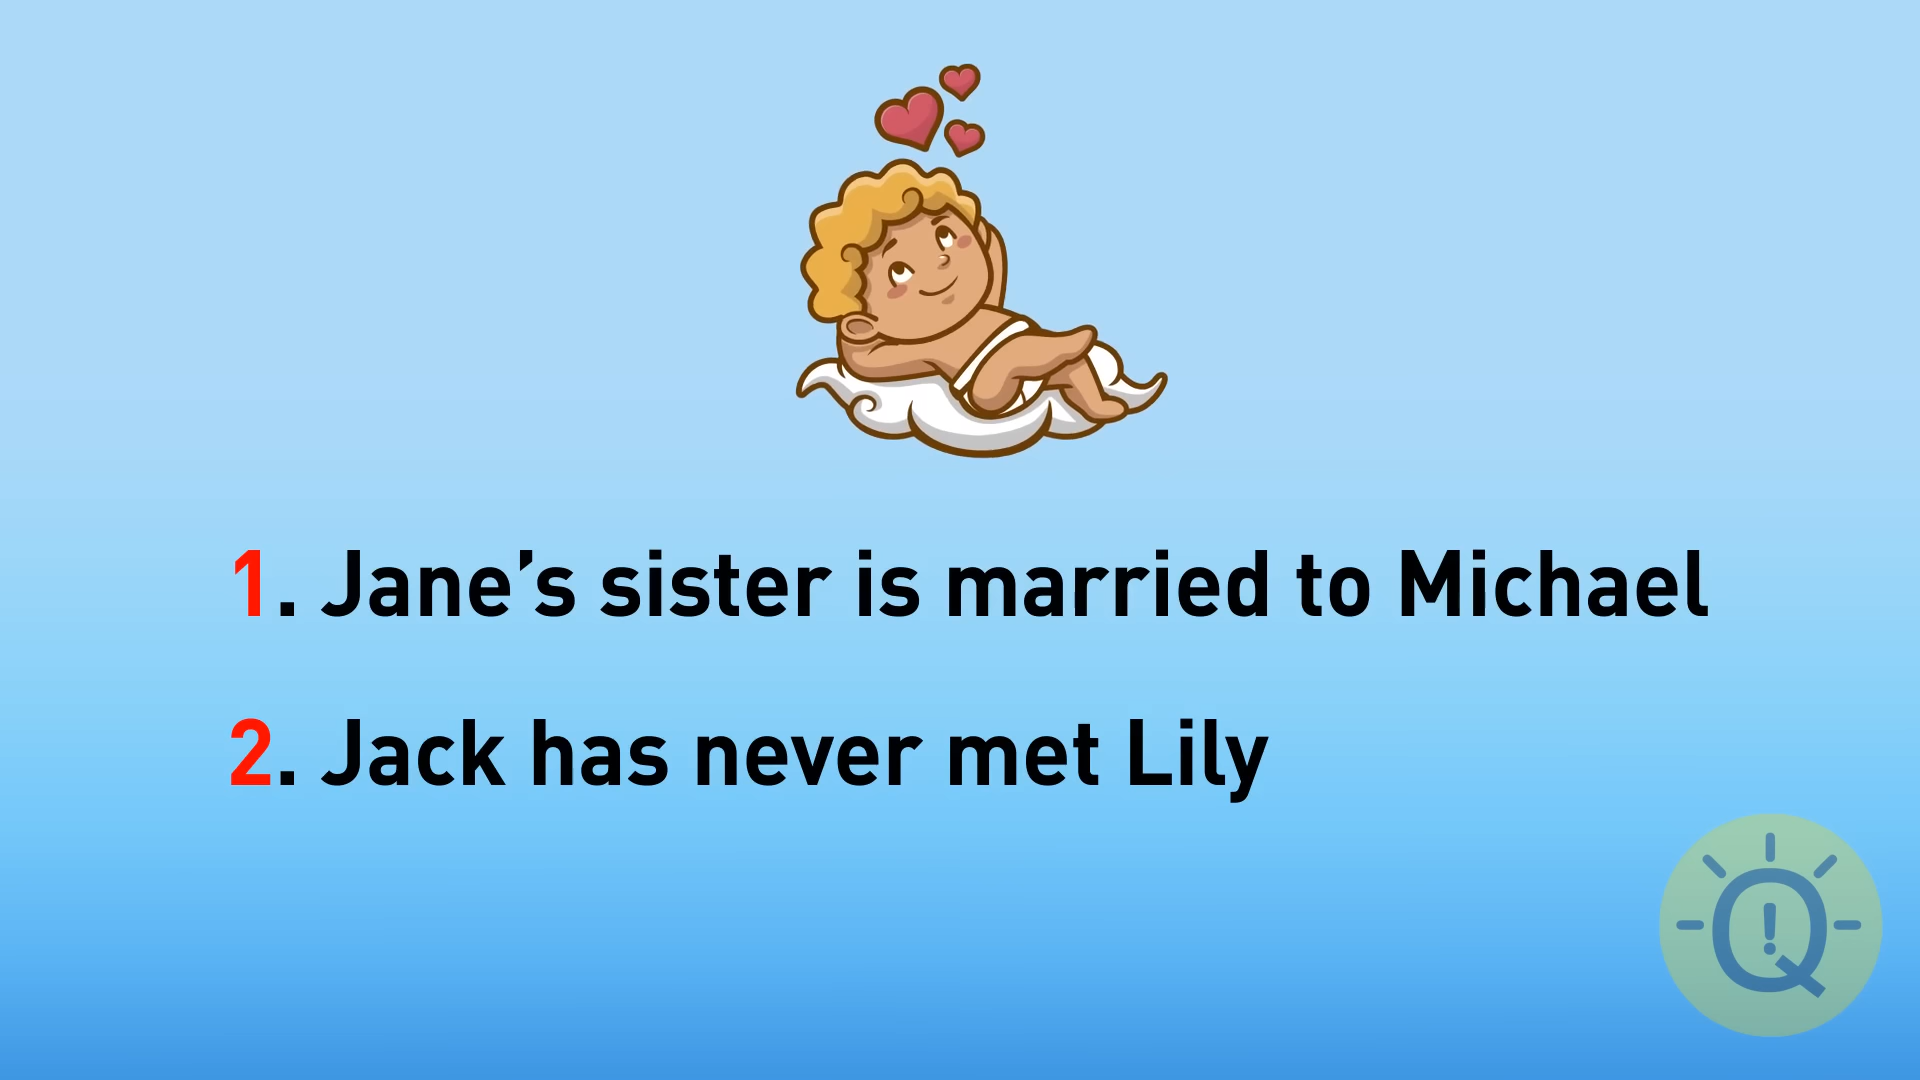 1. Jane’s sister is married to Michael
2. Jack has never met Lily
Q!